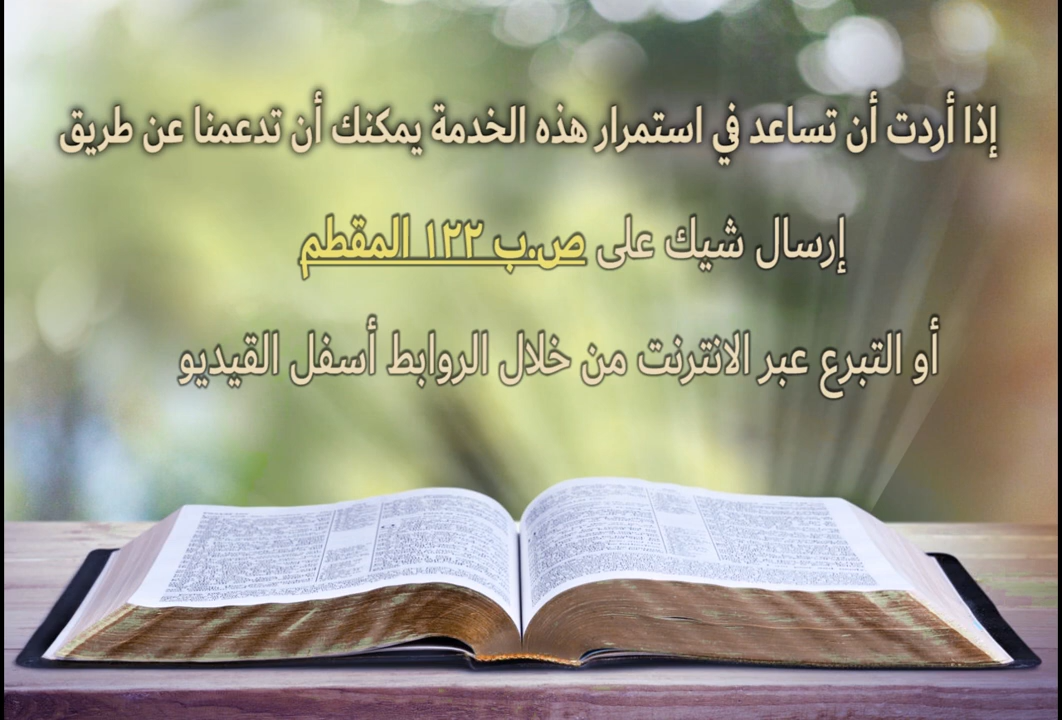 إذا أردت أن تساعد في استمرار هذه الخدمة يمكنك أن تدعمنا عن طريق
إرسال شيك على ص.ب ١٢٢ المقطم
أو التبرع عبر الانترنت من خلال الروابط أسفل الڤيديو